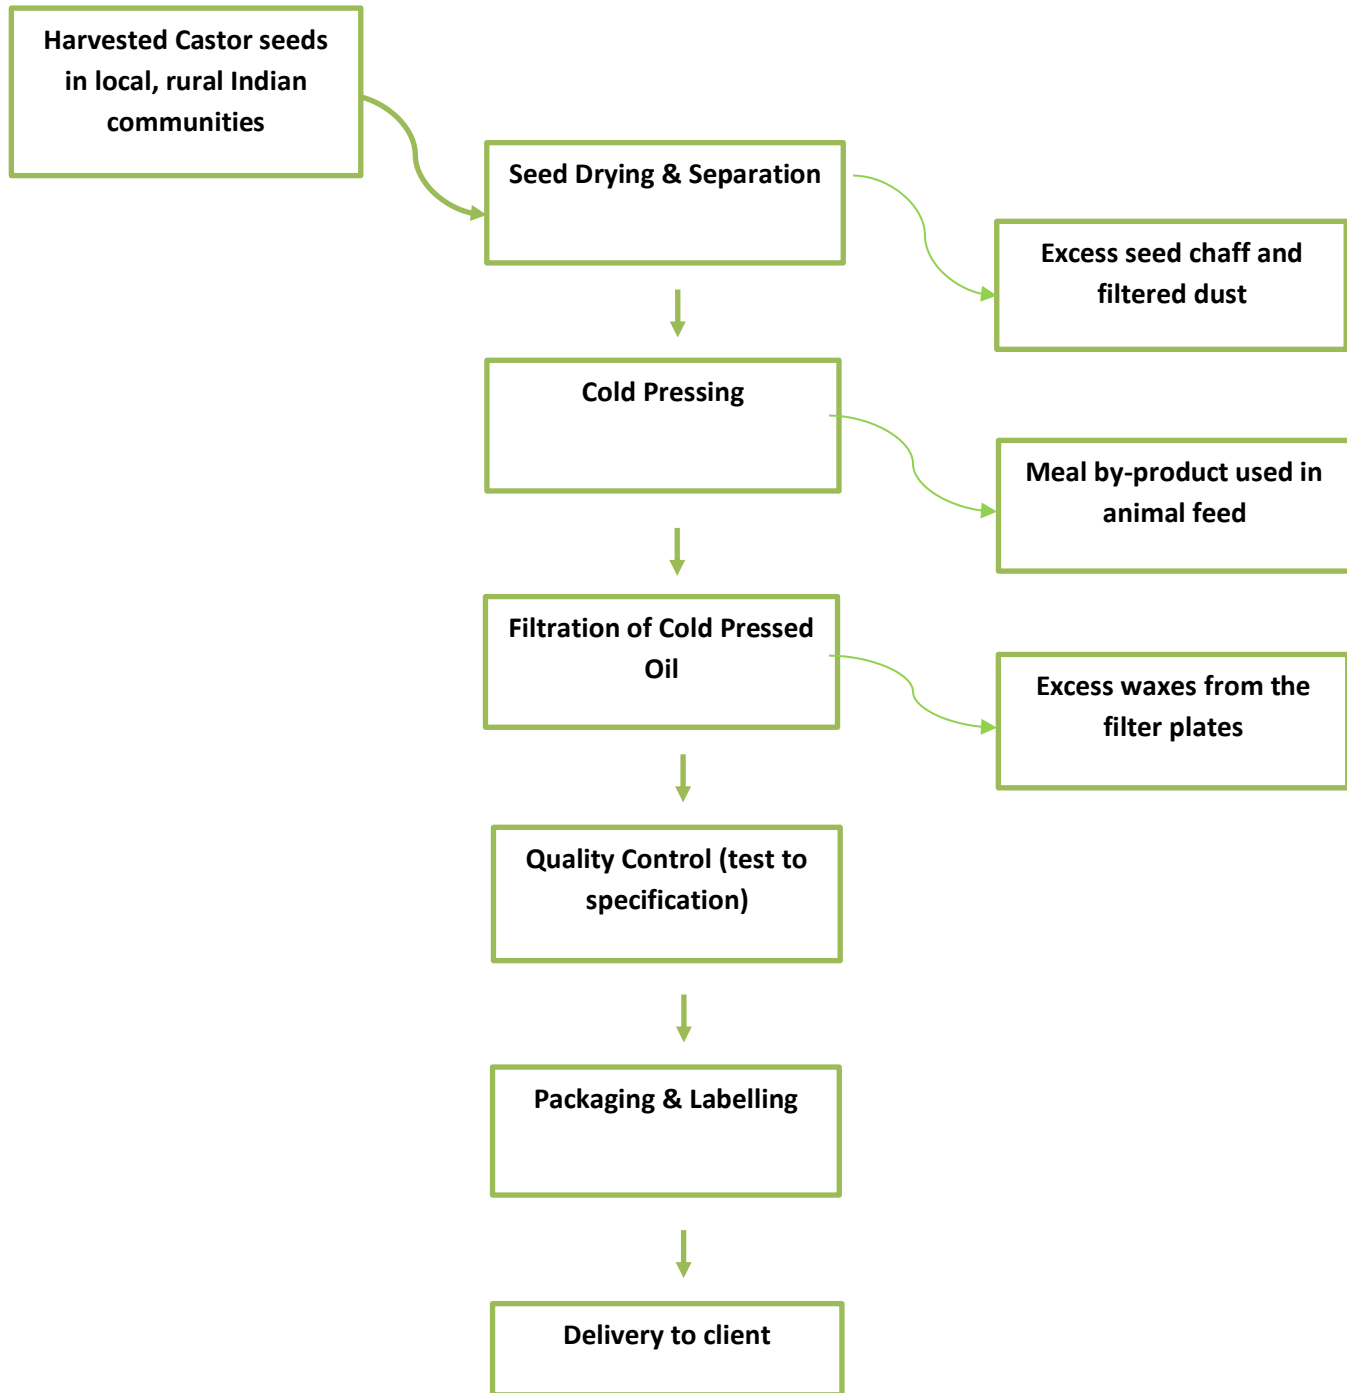 Harvested Castor seeds
in local, rural Indian
communities
Seed Drying & Separation
Excess seed chaff and
filtered dust
Cold Pressing
Meal by-product used in
animal feed
Filtration of Cold Pressed
Oil
Excess waxes from the
filter plates
Quality Control (test to
specification)
Packaging & Labelling
Delivery to client